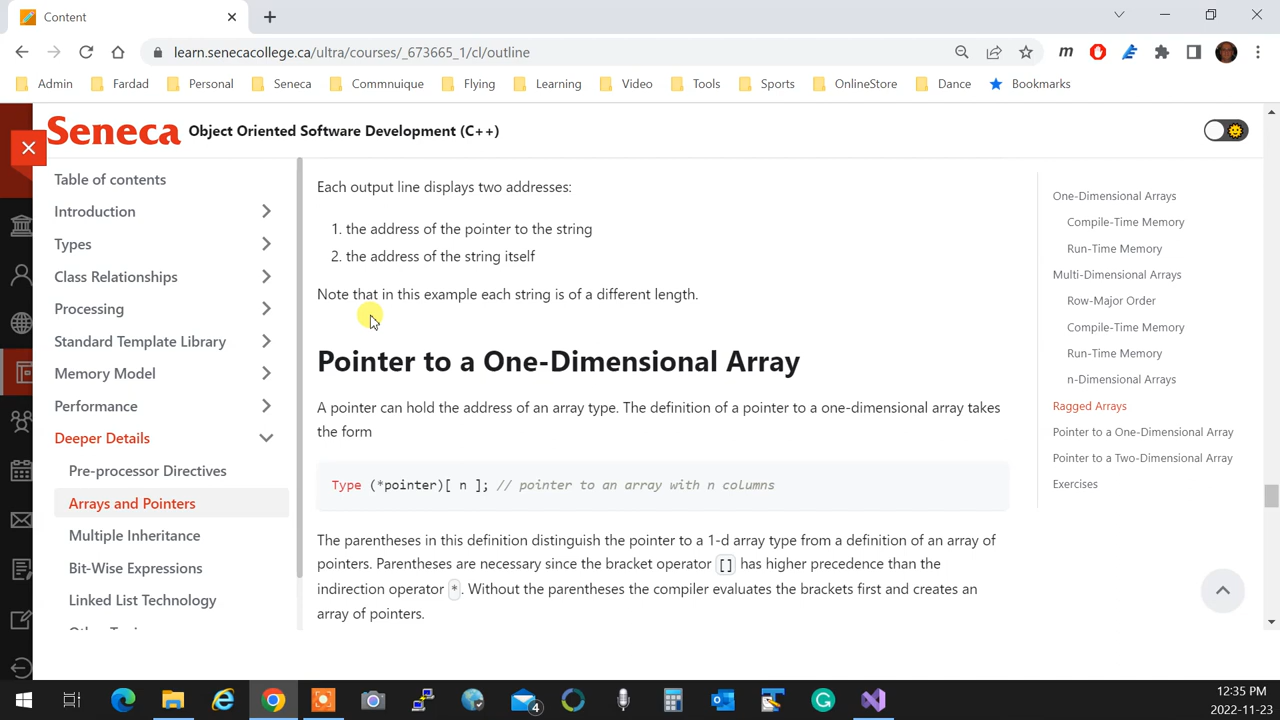 Content
learn.senecacollege.ca/ultra/courses/_673665_1/cl/outline
m
Admin Fardad Personal Seneca Commnuique Flying Learning Video Tools Sports OnlineStore Dance Bookmarks
Seneca Object Oriented Software Development (C++)
Table of contents
Introduction
Types
Class Relationships
Processing
Standard Template Library
Memory Model
Performance
Deeper Details
Pre-processor Directives
Arrays and Pointers
Multiple Inheritance
Bit-Wise Expressions
Linked List Technology
Each output line displays two addresses:
1. the address of the pointer to the string
2. the address of the string itself
Note that in this example each string is of a different length.
Pointer to a One-Dimensional Array
A pointer can hold the address of an array type. The definition of a pointer to a one-dimensional array takes
the form
Type (*pointer)[ n ]; // pointer to an array with n columns
The parentheses in this definition distinguish the pointer to a 1-d array type from a definition of an array of
pointers. Parentheses are necessary since the bracket operator [] has higher precedence than the
indirection operator *. Without the parentheses the compiler evaluates the brackets first and creates an
array of pointers.
One-Dimensional Arrays
Compile-Time Memory
Run-Time Memory
Multi-Dimensional Arrays
Row-Major Order
Compile-Time Memory
Run-Time Memory
n-Dimensional Arrays
Ragged Arrays
Pointer to a One-Dimensional Array
Pointer to a Two-Dimensional Array
Exercises
4
12:35 PM
2022-11-23